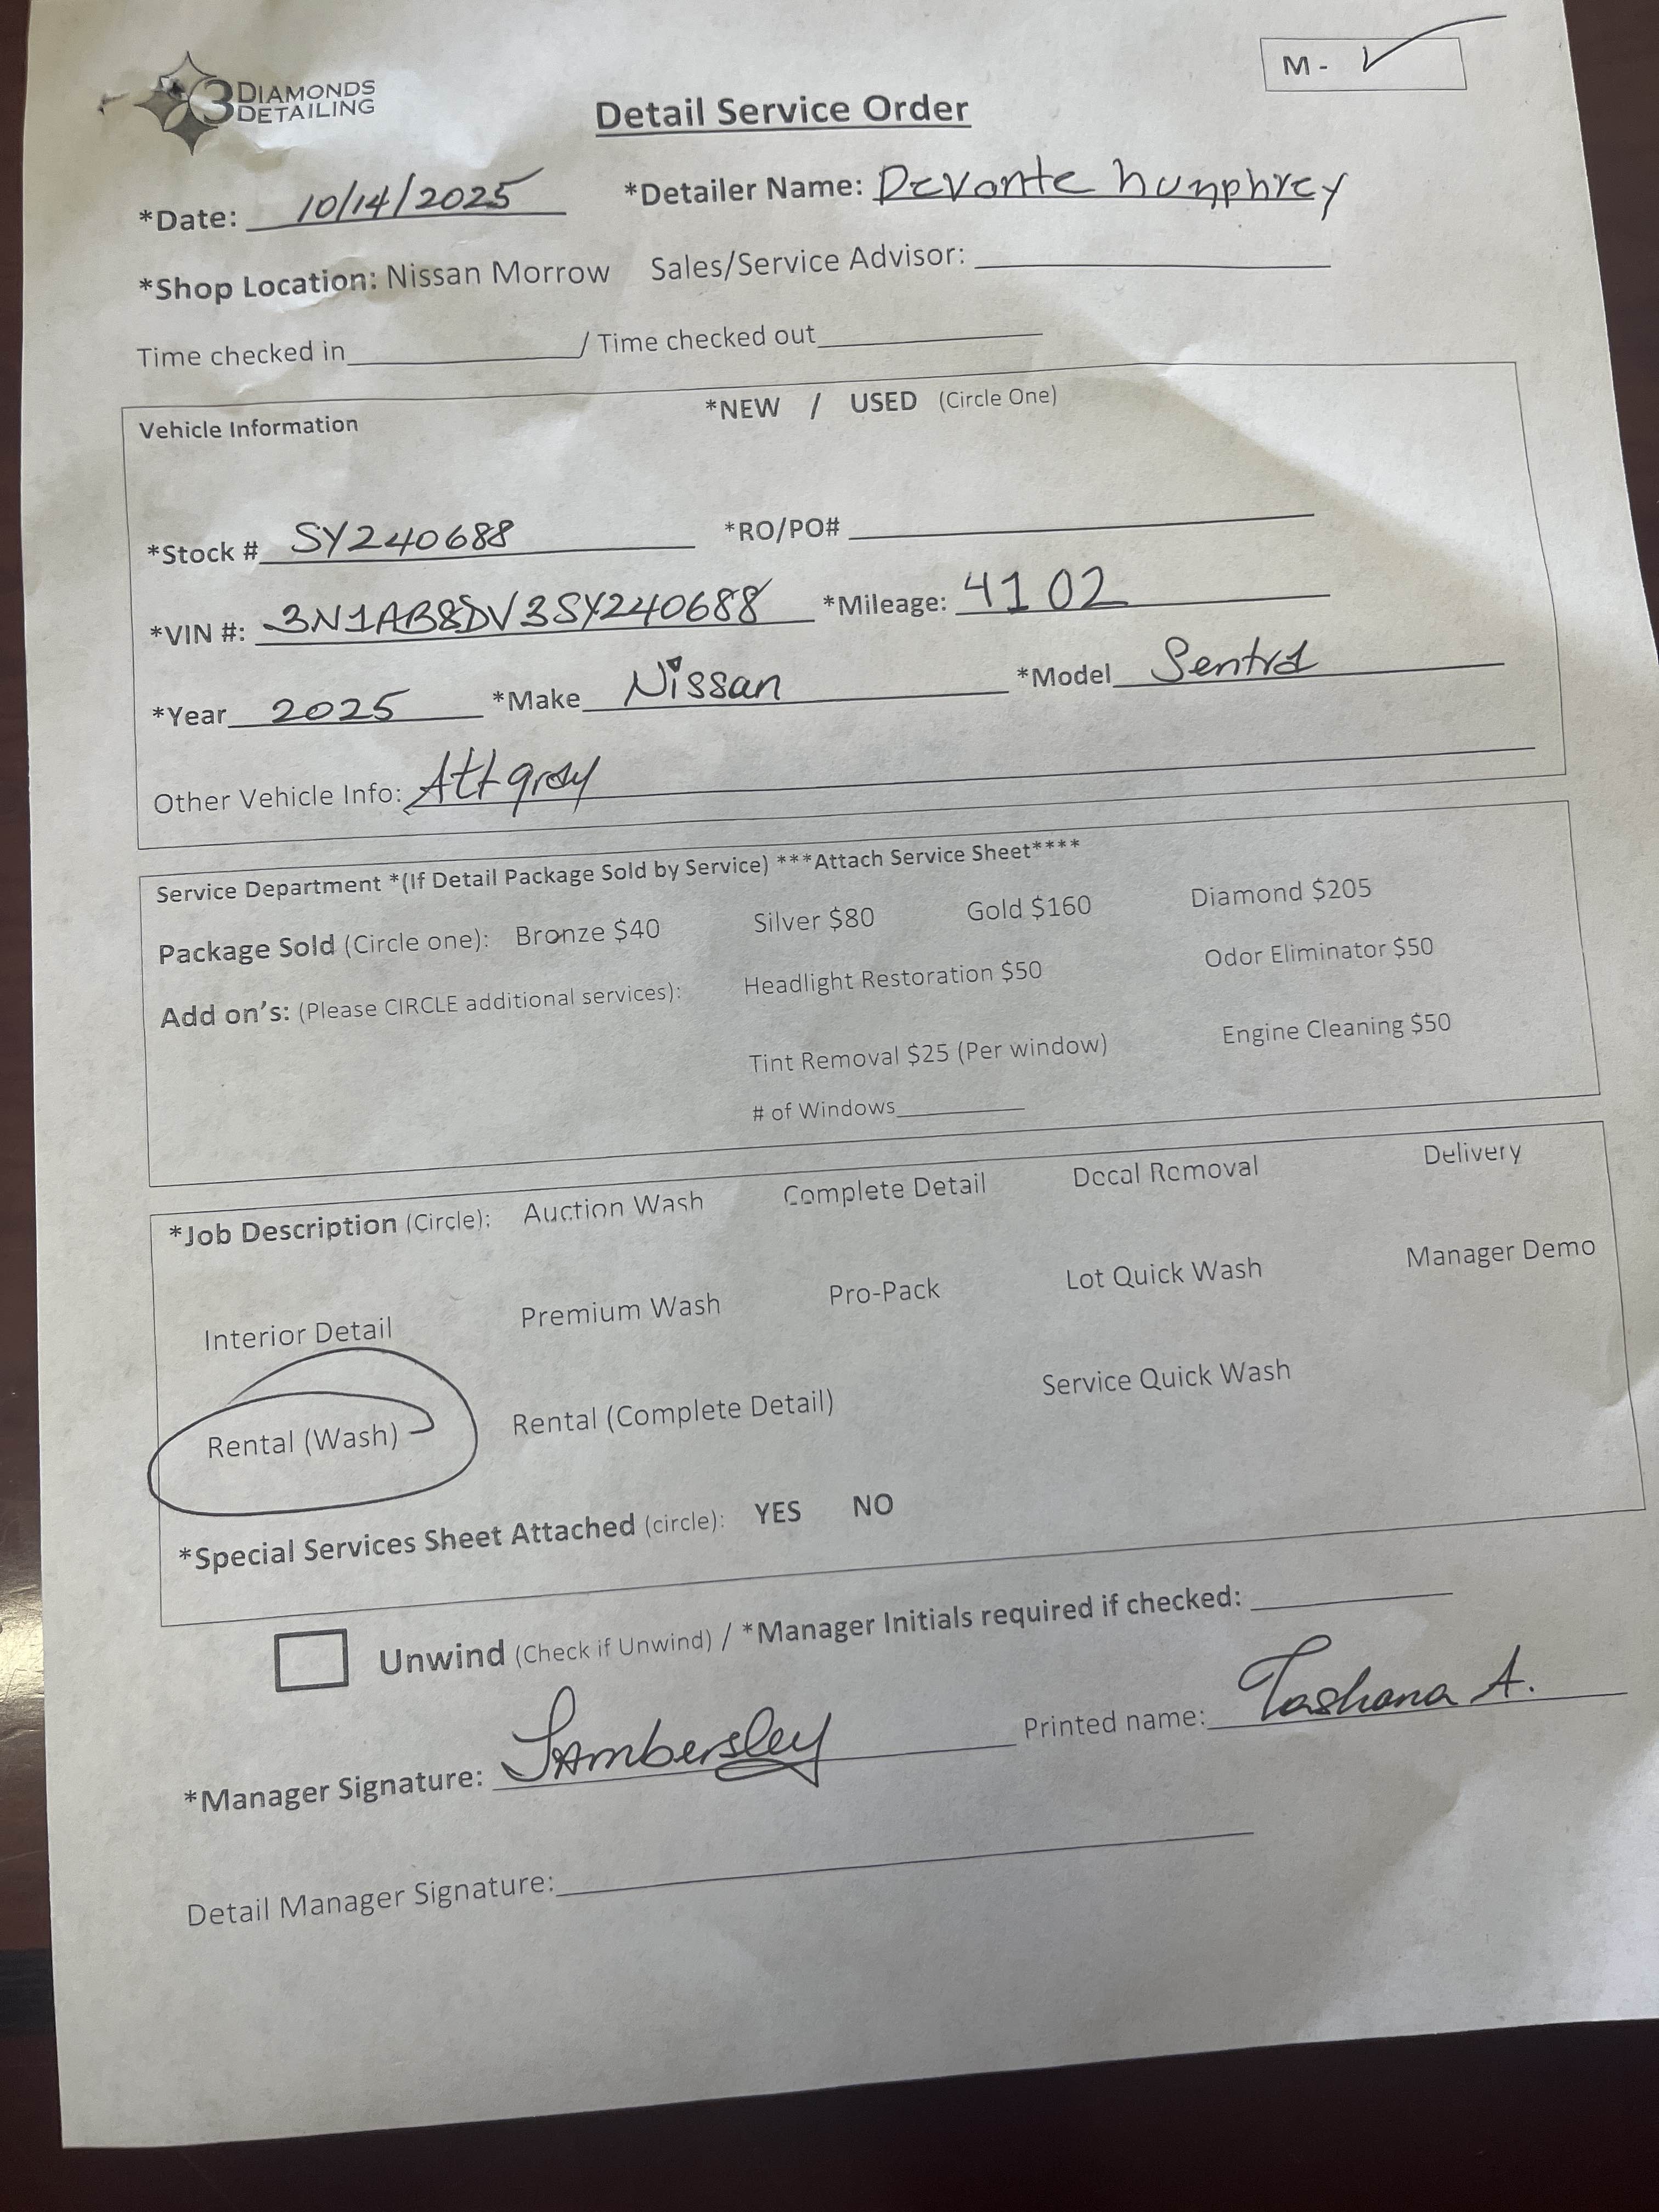 3 DIAMONDS DETAILING
M - ✓
Detail Service Order
*Date: 10/14/2025 *Detailer Name: Devonte humphrey
*Shop Location: Nissan Morrow Sales/Service Advisor:
Time checked in / Time checked out
Vehicle Information *NEW / USED (Circle One)
*Stock # SY240688 *RO/PO#
*VIN #: 3N1AB8DV3SY240688 *Mileage: 4102
*Year 2025 *Make Nissan *Model Sentra
Other Vehicle Info: Att grey
Service Department *(If Detail Package Sold by Service) ***Attach Service Sheet****
Package Sold (Circle one): Bronze $40 Silver $80 Gold $160 Diamond $205
Add on's: (Please CIRCLE additional services): Headlight Restoration $50 Odor Eliminator $50
Tint Removal $25 (Per window) Engine Cleaning $50
# of Windows
*Job Description (Circle): Auction Wash Complete Detail Decal Removal Delivery
Interior Detail Premium Wash Pro-Pack Lot Quick Wash Manager Demo
Rental (Wash) Rental (Complete Detail) Service Quick Wash
*Special Services Sheet Attached (circle): YES NO
Unwind (Check if Unwind) / *Manager Initials required if checked:
*Manager Signature: TAmbersley Printed name: Tashana A.
Detail Manager Signature: